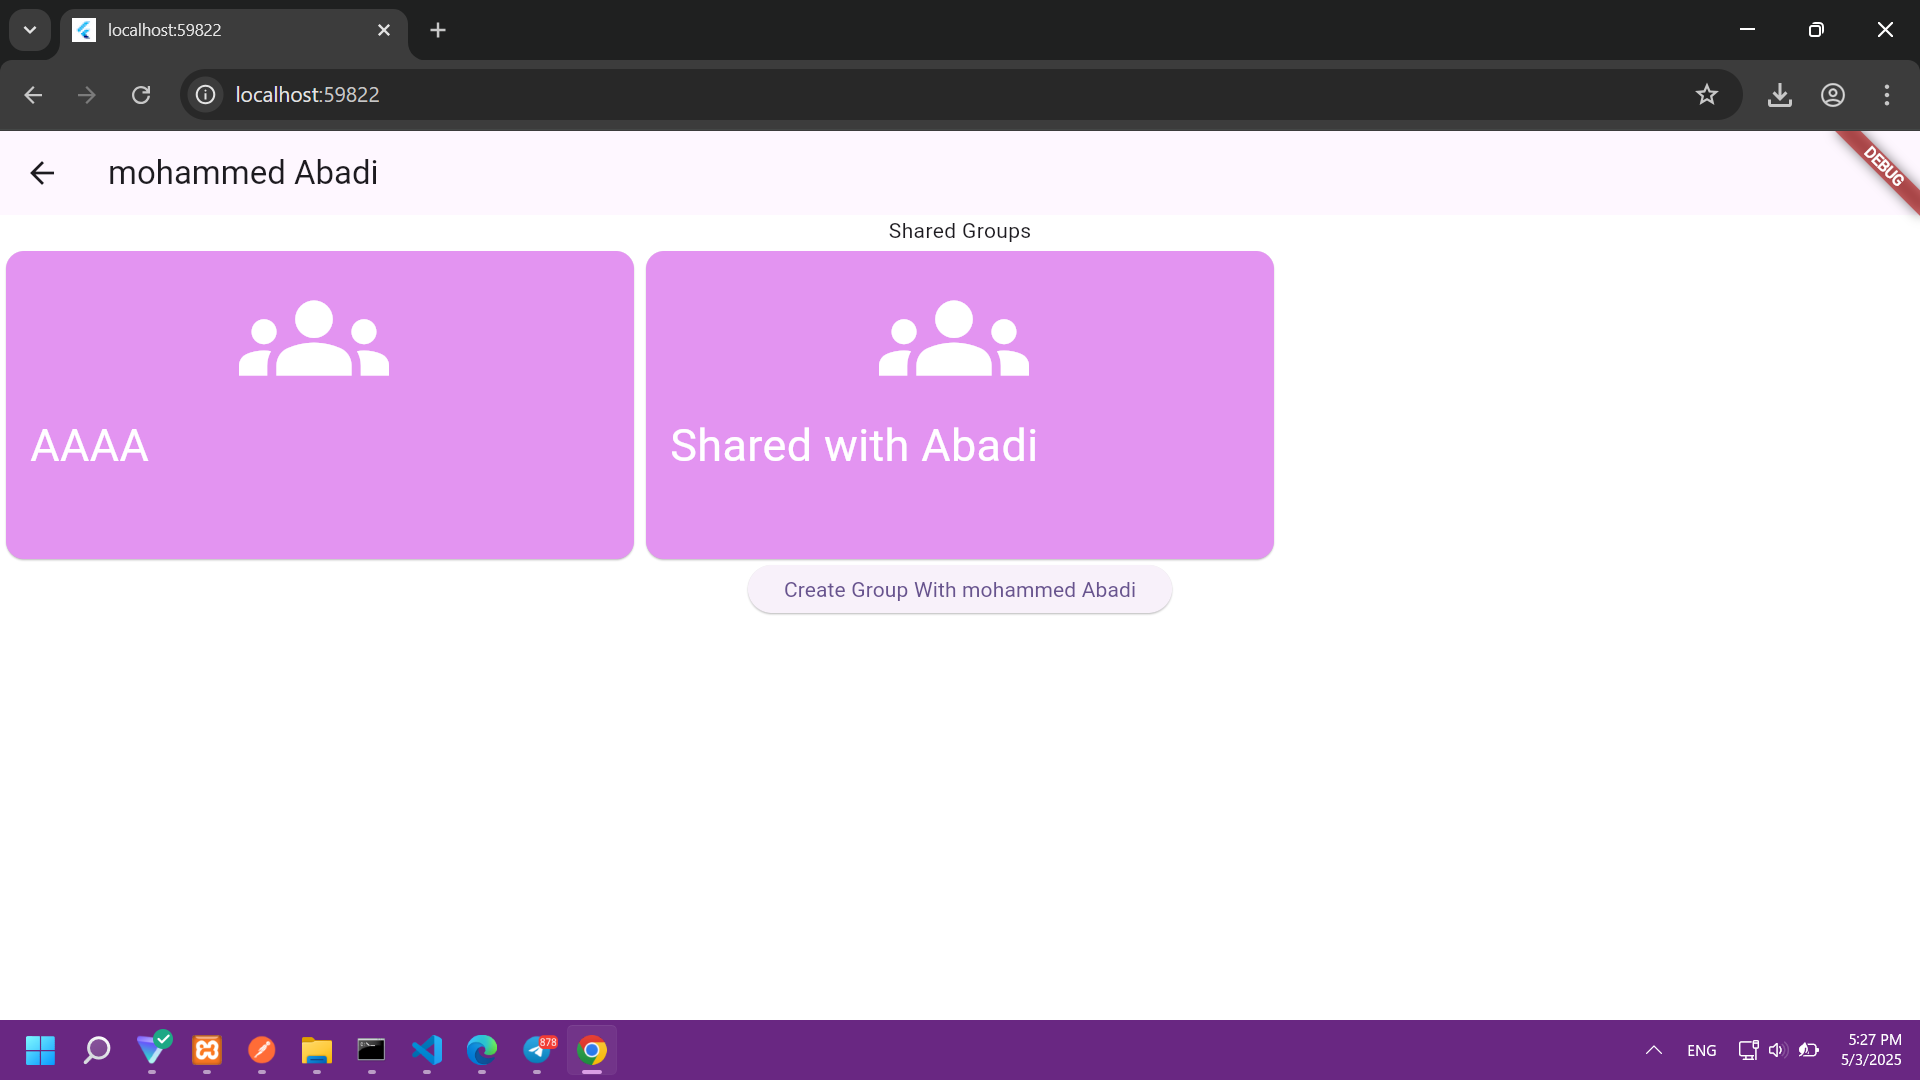 localhost:59822
localhost:59822
mohammed Abadi
DEBUG
Shared Groups
AAAA
Shared with Abadi
Create Group With mohammed Abadi
878
ENG
5:27 PM
5/3/2025